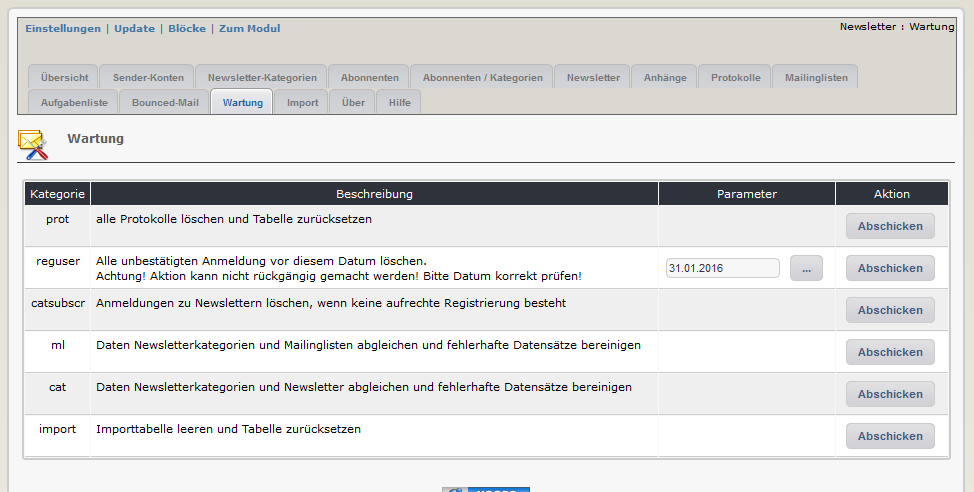 Einstellungen | Update | Blöcke | Zum Modul
Newsletter : Wartung
Übersicht Sender-Konten Newsletter-Kategorien Abonnenten Abonnenten / Kategorien Newsletter Anhänge Protokolle Mailinglisten
Aufgabenliste Bounced-Mail Wartung Import Über Hilfe
Wartung
Kategorie Beschreibung Parameter Aktion
prot alle Protokolle löschen und Tabelle zurücksetzen Abschicken
reguser Alle unbestätigten Anmeldung vor diesem Datum löschen.
Achtung! Aktion kann nicht rückgängig gemacht werden! Bitte Datum korrekt prüfen!
31.01.2016 ... Abschicken
catsubscr Anmeldungen zu Newslettern löschen, wenn keine aufrechte Registrierung besteht Abschicken
ml Daten Newsletterkategorien und Mailinglisten abgleichen und fehlerhafte Datensätze bereinigen Abschicken
cat Daten Newsletterkategorien und Newsletter abgleichen und fehlerhafte Datensätze bereinigen Abschicken
import Importtabelle leeren und Tabelle zurücksetzen Abschicken